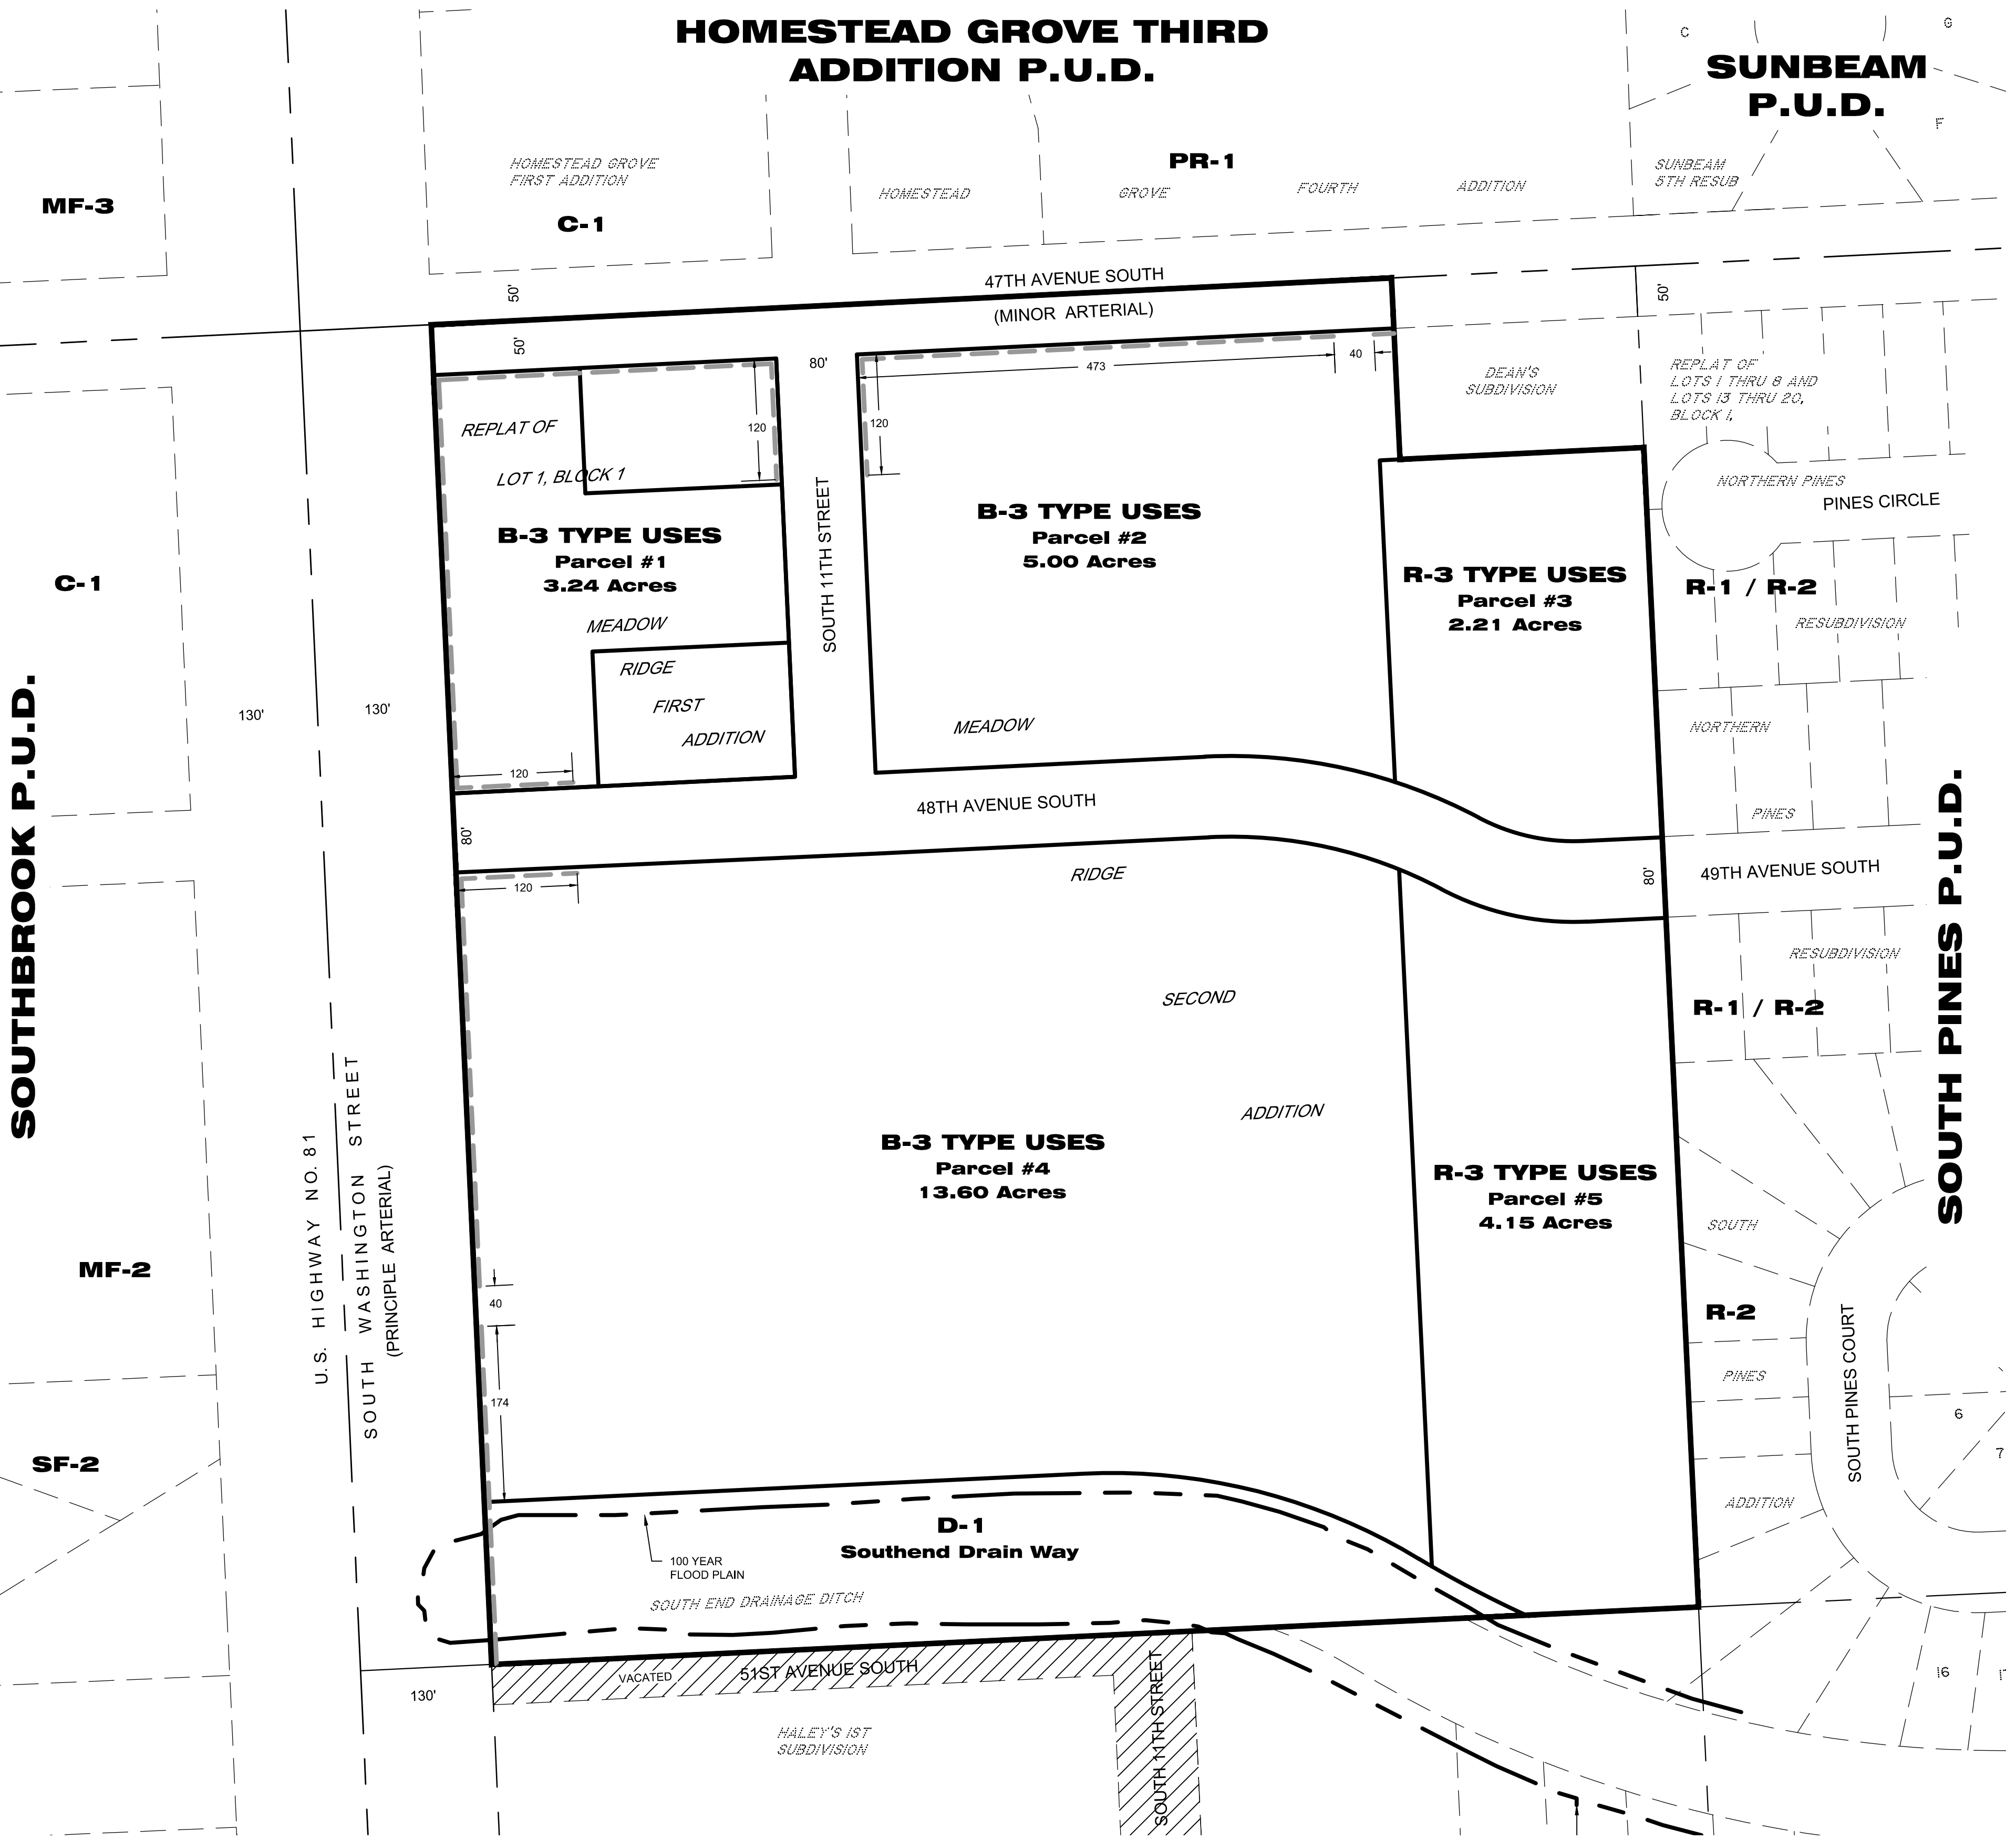 HOMESTEAD GROVE THIRD
ADDITION P.U.D.
SUNBEAM
P.U.D.
C
G
F
MF-3
HOMESTEAD GROVE
FIRST ADDITION
C-1
PR-1
HOMESTEAD
GROVE
FOURTH
ADDITION
SUNBEAM
5TH RESUB
50'
47TH AVENUE SOUTH
(MINOR ARTERIAL)
50'
50'
80'
473
40
120
120
DEAN'S
SUBDIVISION
REPLAT OF
LOTS 1 THRU 8 AND
LOTS 13 THRU 20,
BLOCK 1,
NORTHERN PINES
PINES CIRCLE
REPLAT OF
LOT 1, BLOCK 1
B-3 TYPE USES
Parcel #1
3.24 Acres
MEADOW
RIDGE
FIRST
ADDITION
SOUTH 11TH STREET
B-3 TYPE USES
Parcel #2
5.00 Acres
MEADOW
R-3 TYPE USES
Parcel #3
2.21 Acres
R-1 / R-2
RESUBDIVISION
NORTHERN
PINES
C-1
SOUTHBROOK P.U.D.
130'
130'
120
80'
48TH AVENUE SOUTH
120
RIDGE
80'
49TH AVENUE SOUTH
RESUBDIVISION
R-1 / R-2
SOUTH PINES P.U.D.
SECOND
ADDITION
B-3 TYPE USES
Parcel #4
13.60 Acres
R-3 TYPE USES
Parcel #5
4.15 Acres
U.S. HIGHWAY NO. 81
SOUTH WASHINGTON STREET
(PRINCIPLE ARTERIAL)
MF-2
SF-2
40
174
SOUTH
R-2
PINES
ADDITION
SOUTH PINES COURT
6
7
D-1
Southend Drain Way
100 YEAR
FLOOD PLAIN
SOUTH END DRAINAGE DITCH
VACATED
51ST AVENUE SOUTH
130'
SOUTH 11TH STREET
HALEY'S 1ST
SUBDIVISION
16